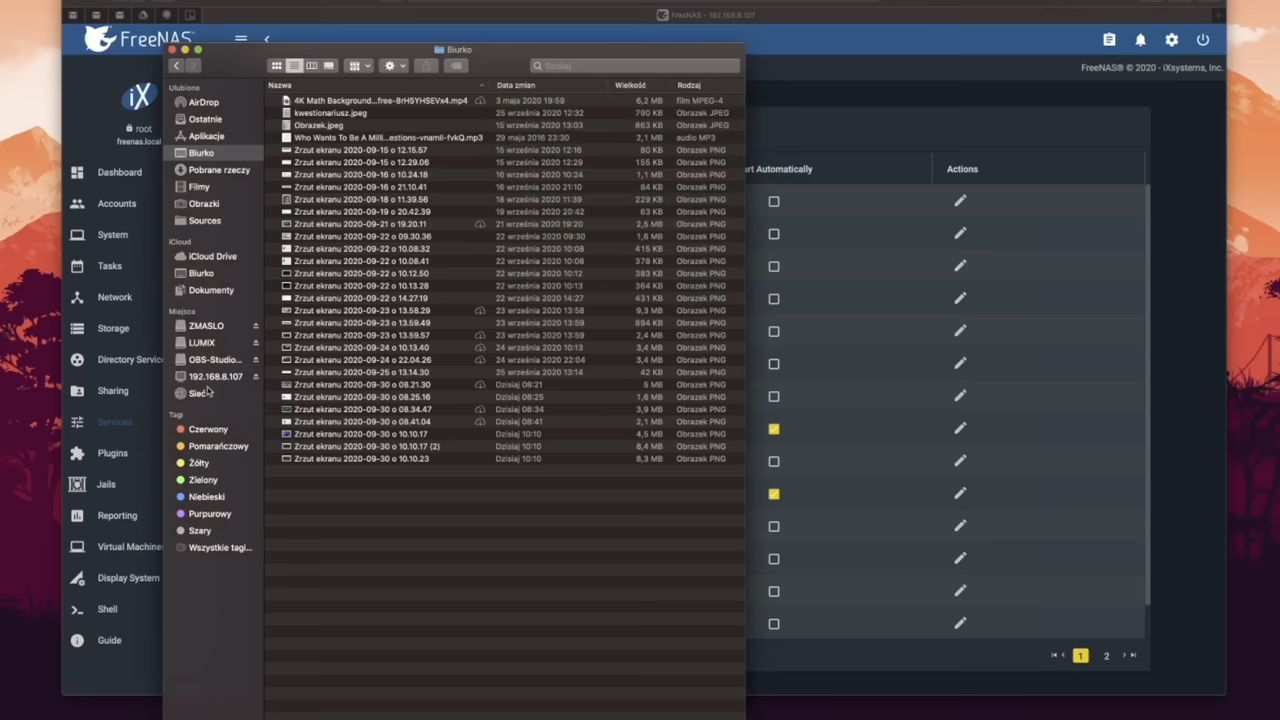 FreeNAS - 192.168.8.107
FreeNAS
FreeNAS® © 2020 - iXsystems, Inc.
iX
root
freenas.local
Dashboard
Accounts
System
Tasks
Network
Storage
Directory Servic
Sharing
Services
Plugins
Jails
Reporting
Virtual Machine
Display System
Shell
Guide
Biurko
Szukaj
Ulubione
AirDrop
Ostatnie
Aplikacje
Biurko
Pobrane rzeczy
Filmy
Obrazki
Sources
iCloud
iCloud Drive
Biurko
Dokumenty
Miejsca
ZMASLO
LUMIX
OBS-Studio...
192.168.8.107
Sieć
Tagi
Czerwony
Pomarańczowy
Żółty
Zielony
Niebieski
Purpurowy
Szary
Wszystkie tagi...
Nazwa Data zmian Wielkość Rodzaj
4K Math Background...free-8rH5YHSEVx4.mp4 3 maja 2020 19:59 6,2 MB film MPEG-4
kwestionariusz.jpeg 25 września 2020 12:32 790 KB Obrazek JPEG
Obrazek.jpeg 15 września 2020 13:03 863 KB Obrazek JPEG
Who Wants To Be A Milli...estions-vnamli-fvkQ.mp3 29 maja 2016 23:30 2,1 MB audio MP3
Zrzut ekranu 2020-09-15 o 12.15.57 15 września 2020 12:16 80 KB Obrazek PNG
Zrzut ekranu 2020-09-15 o 12.29.06 15 września 2020 12:29 155 KB Obrazek PNG
Zrzut ekranu 2020-09-16 o 10.24.18 16 września 2020 10:24 1,1 MB Obrazek PNG
Zrzut ekranu 2020-09-16 o 21.10.41 16 września 2020 21:10 84 KB Obrazek PNG
Zrzut ekranu 2020-09-18 o 11.39.56 18 września 2020 11:39 229 KB Obrazek PNG
Zrzut ekranu 2020-09-19 o 20.42.39 19 września 2020 20:42 63 KB Obrazek PNG
Zrzut ekranu 2020-09-21 o 19.20.11 21 września 2020 19:20 2,5 MB Obrazek PNG
Zrzut ekranu 2020-09-22 o 09.30.36 22 września 2020 09:30 1,6 MB Obrazek PNG
Zrzut ekranu 2020-09-22 o 10.08.32 22 września 2020 10:08 415 KB Obrazek PNG
Zrzut ekranu 2020-09-22 o 10.08.41 22 września 2020 10:08 378 KB Obrazek PNG
Zrzut ekranu 2020-09-22 o 10.12.50 22 września 2020 10:12 383 KB Obrazek PNG
Zrzut ekranu 2020-09-22 o 10.13.28 22 września 2020 10:13 364 KB Obrazek PNG
Zrzut ekranu 2020-09-22 o 14.27.19 22 września 2020 14:27 431 KB Obrazek PNG
Zrzut ekranu 2020-09-23 o 13.58.29 23 września 2020 13:58 9,3 MB Obrazek PNG
Zrzut ekranu 2020-09-23 o 13.59.49 23 września 2020 13:59 894 KB Obrazek PNG
Zrzut ekranu 2020-09-23 o 13.59.57 23 września 2020 13:59 2,4 MB Obrazek PNG
Zrzut ekranu 2020-09-24 o 10.13.40 24 września 2020 10:13 3,4 MB Obrazek PNG
Zrzut ekranu 2020-09-24 o 22.04.26 24 września 2020 22:04 3,4 MB Obrazek PNG
Zrzut ekranu 2020-09-25 o 13.14.30 25 września 2020 13:14 42 KB Obrazek PNG
Zrzut ekranu 2020-09-30 o 08.21.30 Dzisiaj 08:21 5 MB Obrazek PNG
Zrzut ekranu 2020-09-30 o 08.25.16 Dzisiaj 08:25 1,6 MB Obrazek PNG
Zrzut ekranu 2020-09-30 o 08.34.47 Dzisiaj 08:34 3,9 MB Obrazek PNG
Zrzut ekranu 2020-09-30 o 08.41.04 Dzisiaj 08:41 2,1 MB Obrazek PNG
Zrzut ekranu 2020-09-30 o 10.10.17 Dzisiaj 10:10 4,5 MB Obrazek PNG
Zrzut ekranu 2020-09-30 o 10.10.17 (2) Dzisiaj 10:10 8,4 MB Obrazek PNG
Zrzut ekranu 2020-09-30 o 10.10.23 Dzisiaj 10:10 8,3 MB Obrazek PNG
rt Automatically Actions
1 2